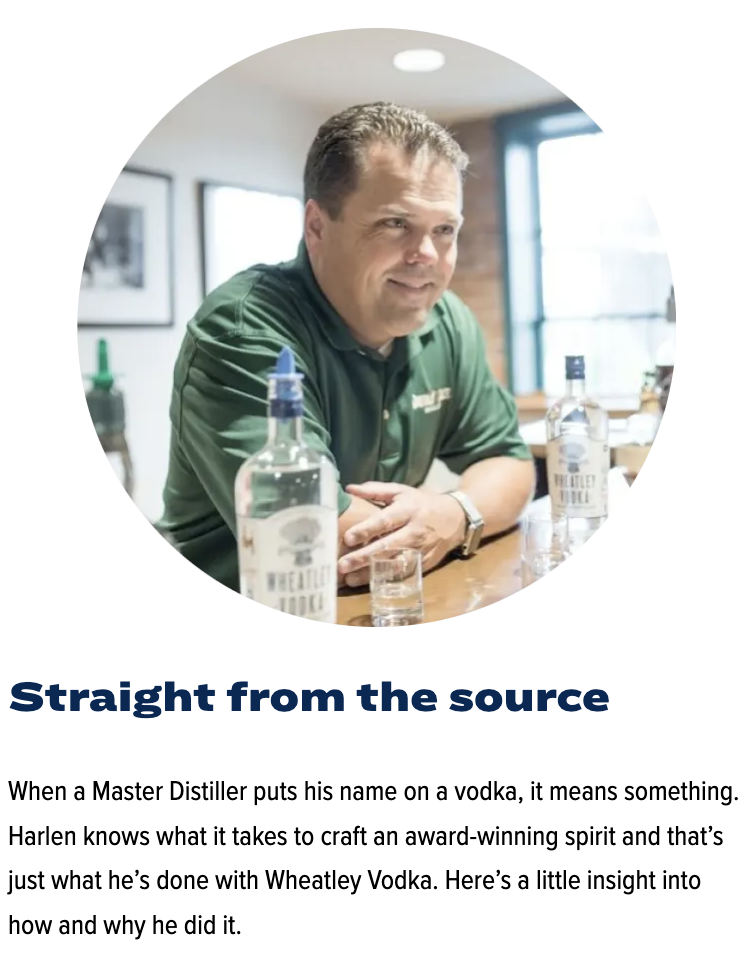 WHEATLEY
VODKA
WHEATLEY
VODKA
Straight from the source
When a Master Distiller puts his name on a vodka, it means something.
Harlen knows what it takes to craft an award-winning spirit and that’s
just what he’s done with Wheatley Vodka. Here’s a little insight into
how and why he did it.